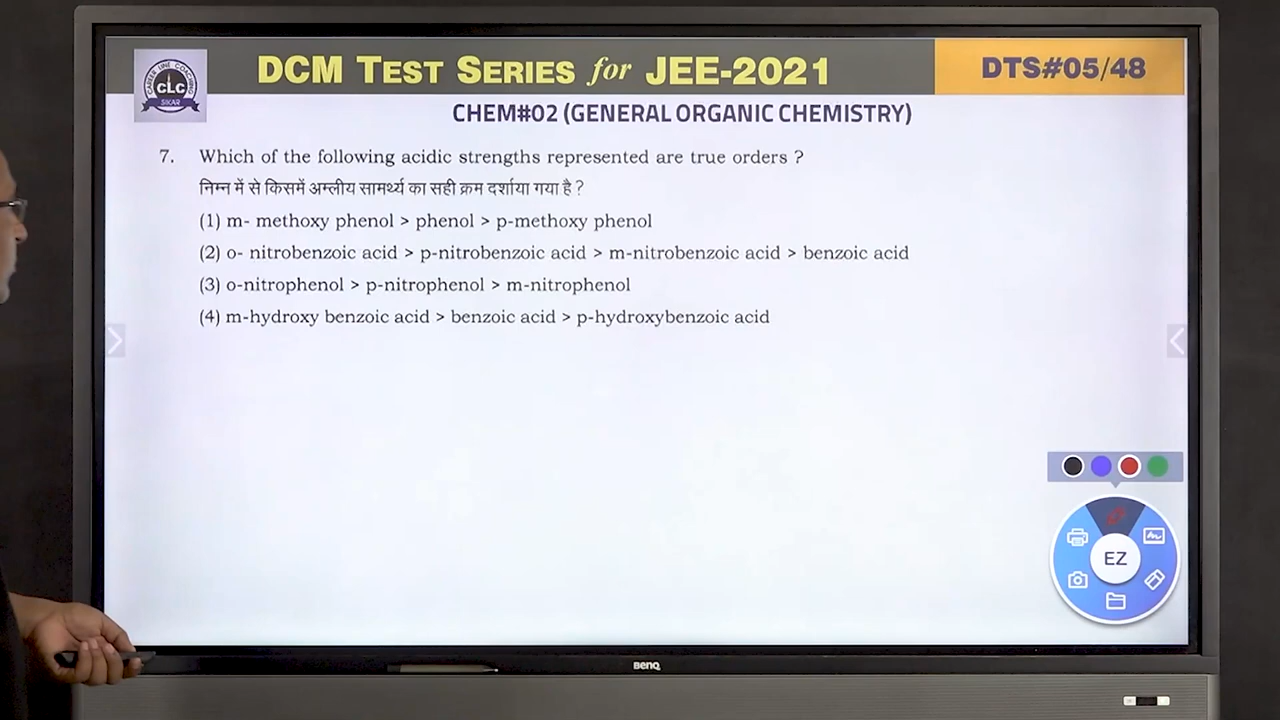 DCM TEST SERIES for JEE-2021
DTS#05/48
CAREER LINE COACHING
CLC
SIKAR
CHEM#02 (GENERAL ORGANIC CHEMISTRY)
7. Which of the following acidic strengths represented are true orders ?
निम्न में से किसमें अम्लीय सामर्थ्य का सही क्रम दर्शाया गया है ?
(1) m- methoxy phenol > phenol > p-methoxy phenol
(2) o- nitrobenzoic acid > p-nitrobenzoic acid > m-nitrobenzoic acid > benzoic acid
(3) o-nitrophenol > p-nitrophenol > m-nitrophenol
(4) m-hydroxy benzoic acid > benzoic acid > p-hydroxybenzoic acid
EZ
BenQ